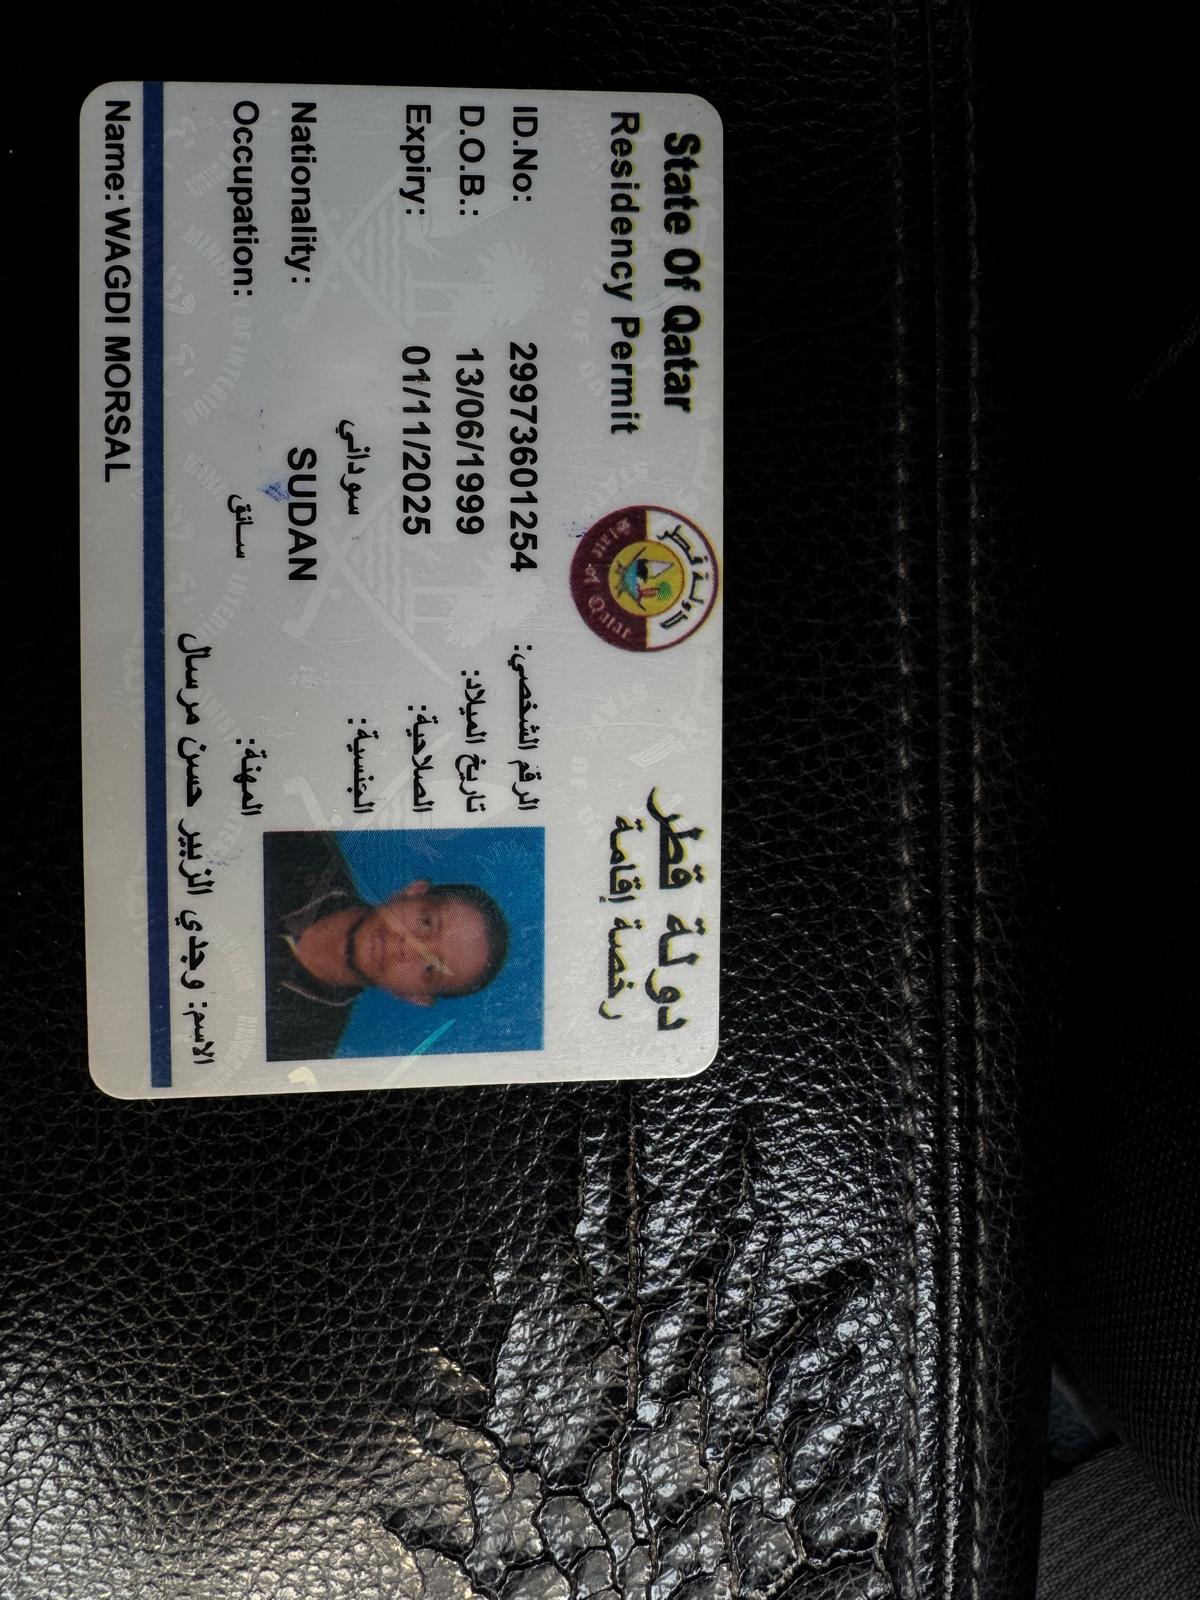 State Of Qatar دولة قطر
Residency Permit رخصة إقامة
دولة قطر
State of Qatar
ID.No: 29973601254 الرقم الشخصي:
D.O.B.: 13/06/1999 تاريخ الميلاد:
Expiry: 01/11/2025 الصلاحية:
سوداني الجنسية:
Nationality: SUDAN
Occupation: سائق المهنة:
الاسم: وجدي الزبير حسن مرسال
Name: WAGDI MORSAL